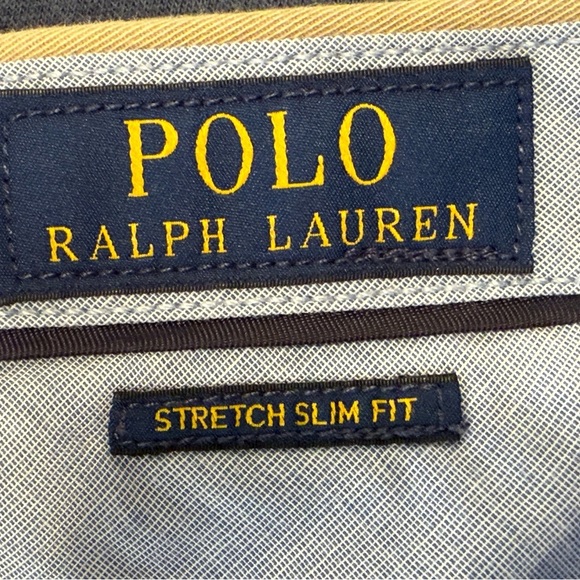 POLO
RALPH LAUREN
STRETCH SLIM FIT